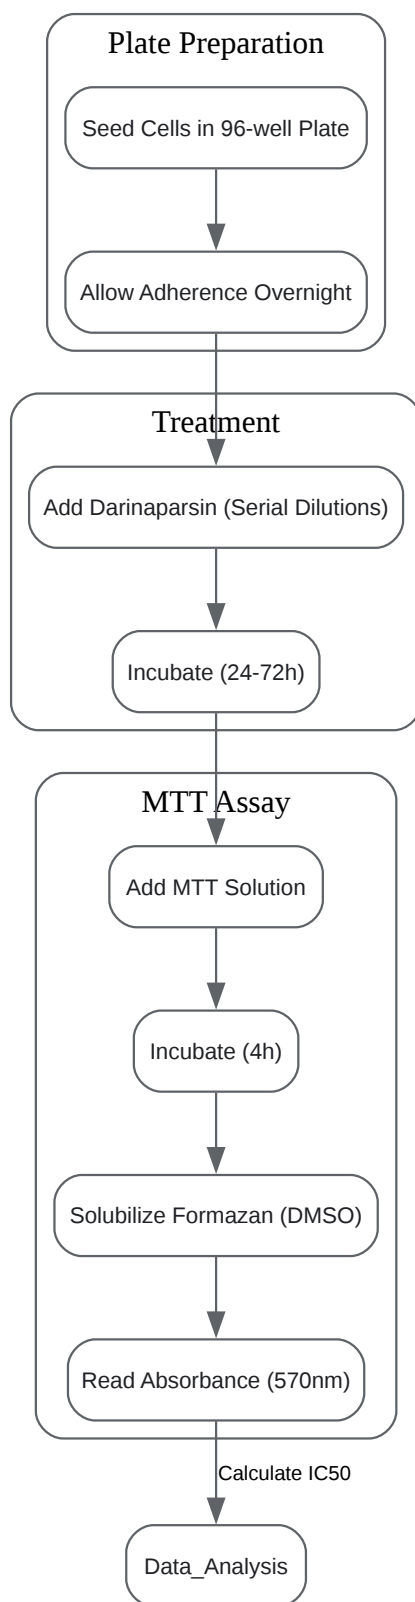 Plate Preparation
Seed Cells in 96-well Plate
Allow Adherence Overnight
Treatment
Add Darinaparsin (Serial Dilutions)
Incubate (24-72h)
MTT Assay
Add MTT Solution
Incubate (4h)
Solubilize Formazan (DMSO)
Read Absorbance (570nm)
Calculate IC50
Data_Analysis